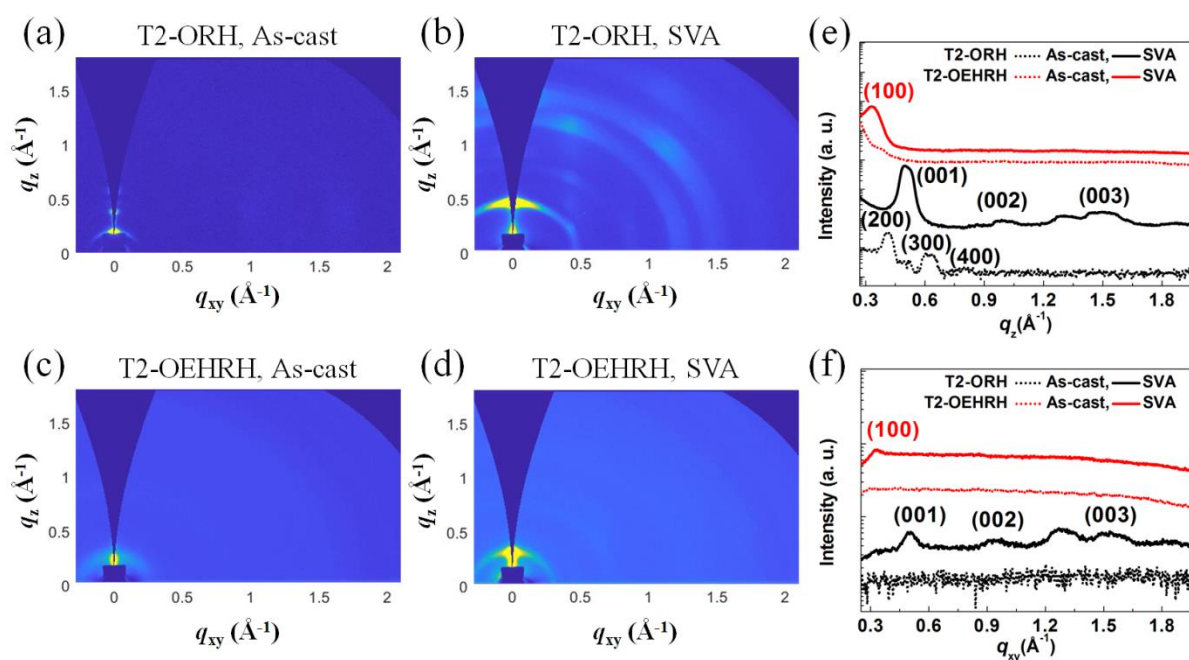 (a) T2-ORH, As-cast
1.5
1
0.5
0
q_z (Å⁻¹)
0 0.5 1 1.5 2
q_xy (Å⁻¹)
(b) T2-ORH, SVA
1.5
1
0.5
0
q_z (Å⁻¹)
0 0.5 1 1.5 2
q_xy (Å⁻¹)
(e)
T2-ORH As-cast, SVA
T2-OEHRH As-cast, SVA
(100)
(001)
(002) (003)
(200)
(300)
(400)
Intensity (a. u.)
0.3 0.6 0.9 1.2 1.5 1.8
q_z(Å⁻¹)
(c) T2-OEHRH, As-cast
1.5
1
0.5
0
q_z (Å⁻¹)
0 0.5 1 1.5 2
q_xy (Å⁻¹)
(d) T2-OEHRH, SVA
1.5
1
0.5
0
q_z (Å⁻¹)
0 0.5 1 1.5 2
q_xy (Å⁻¹)
(f)
T2-ORH As-cast, SVA
T2-OEHRH As-cast, SVA
(100)
(001) (002) (003)
Intensity (a. u.)
0.3 0.6 0.9 1.2 1.5 1.8
q_xy(Å⁻¹)